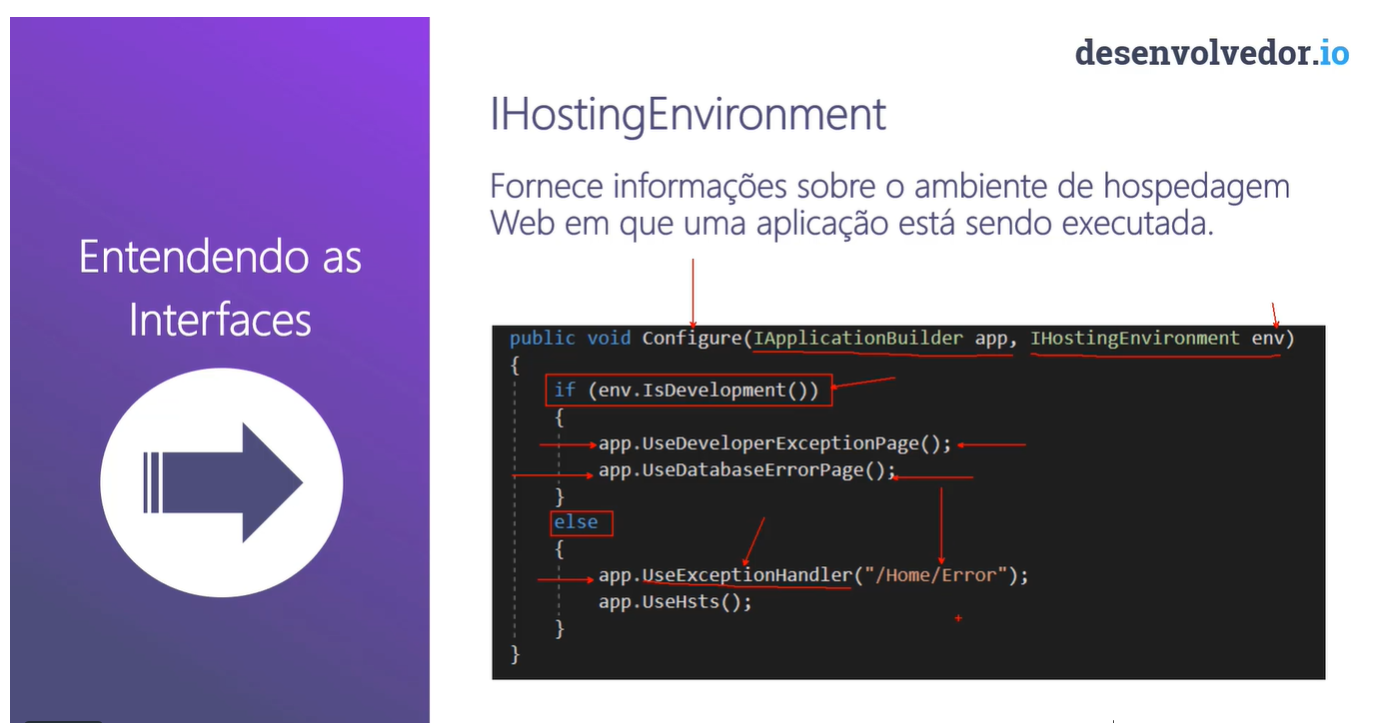 desenvolvedor.io
Entendendo as
Interfaces
IHostingEnvironment
Fornece informações sobre o ambiente de hospedagem
Web em que uma aplicação está sendo executada.
public void Configure(IApplicationBuilder app, IHostingEnvironment env)
{
if (env.IsDevelopment())
{
app.UseDeveloperExceptionPage();
app.UseDatabaseErrorPage();
}
else
{
app.UseExceptionHandler("/Home/Error");
app.UseHsts();
}
}